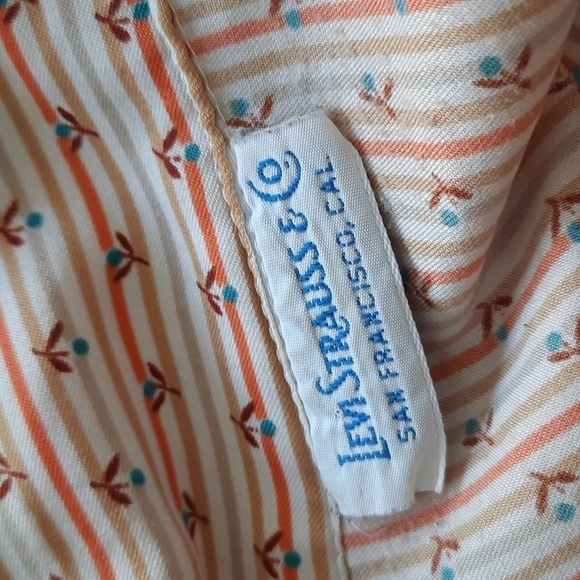 LEVI STRAUSS & CO
SAN FRANCISCO, CAL.